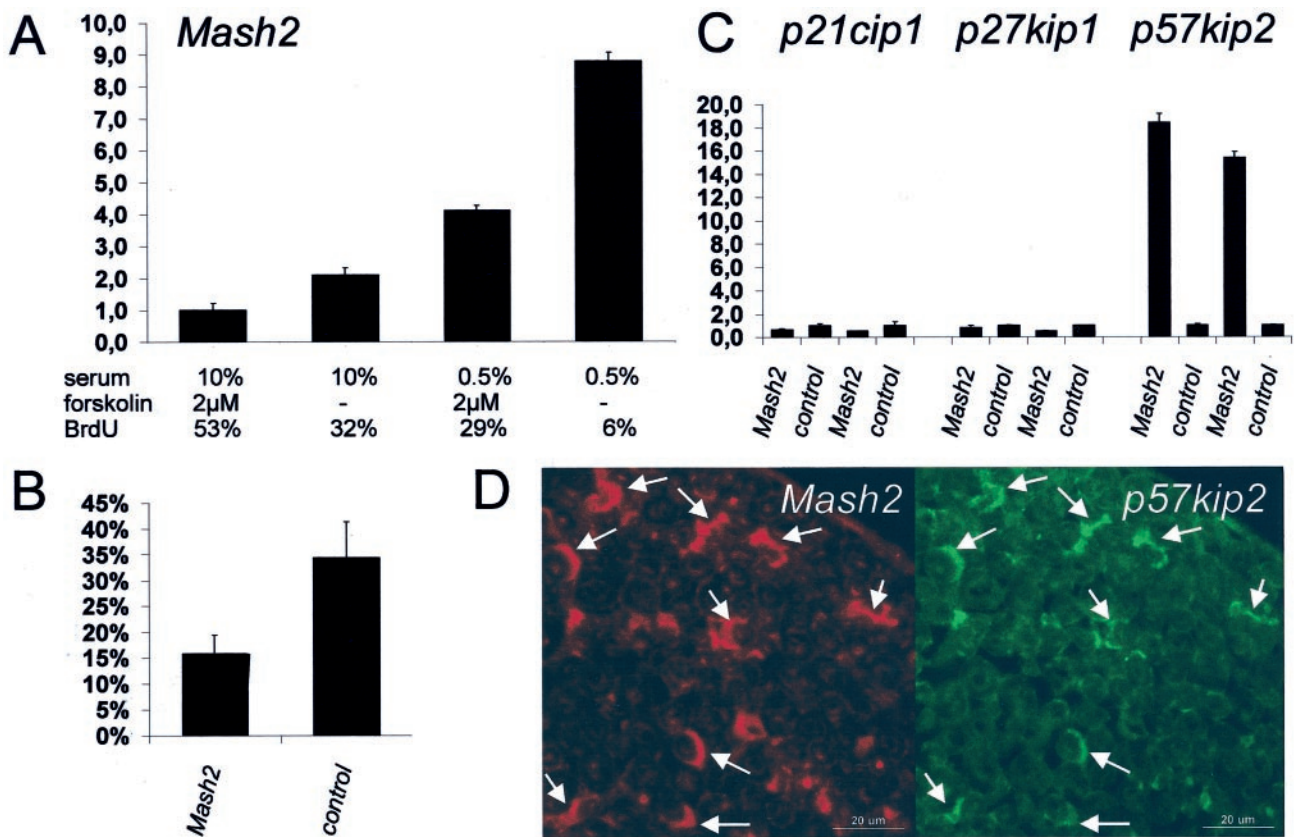 A
Mash2
10,0
9,0
8,0
7,0
6,0
5,0
4,0
3,0
2,0
1,0
0,0
serum 10% 10% 0.5% 0.5%
forskolin 2µM - 2µM -
BrdU 53% 32% 29% 6%
B
45%
40%
35%
30%
25%
20%
15%
10%
5%
0%
Mash2 control
C
p21cip1 p27kip1 p57kip2
20,0
18,0
16,0
14,0
12,0
10,0
8,0
6,0
4,0
2,0
0,0
Mash2 control Mash2 control Mash2 control Mash2 control Mash2 control Mash2 control
D
Mash2 p57kip2
20 um 20 um